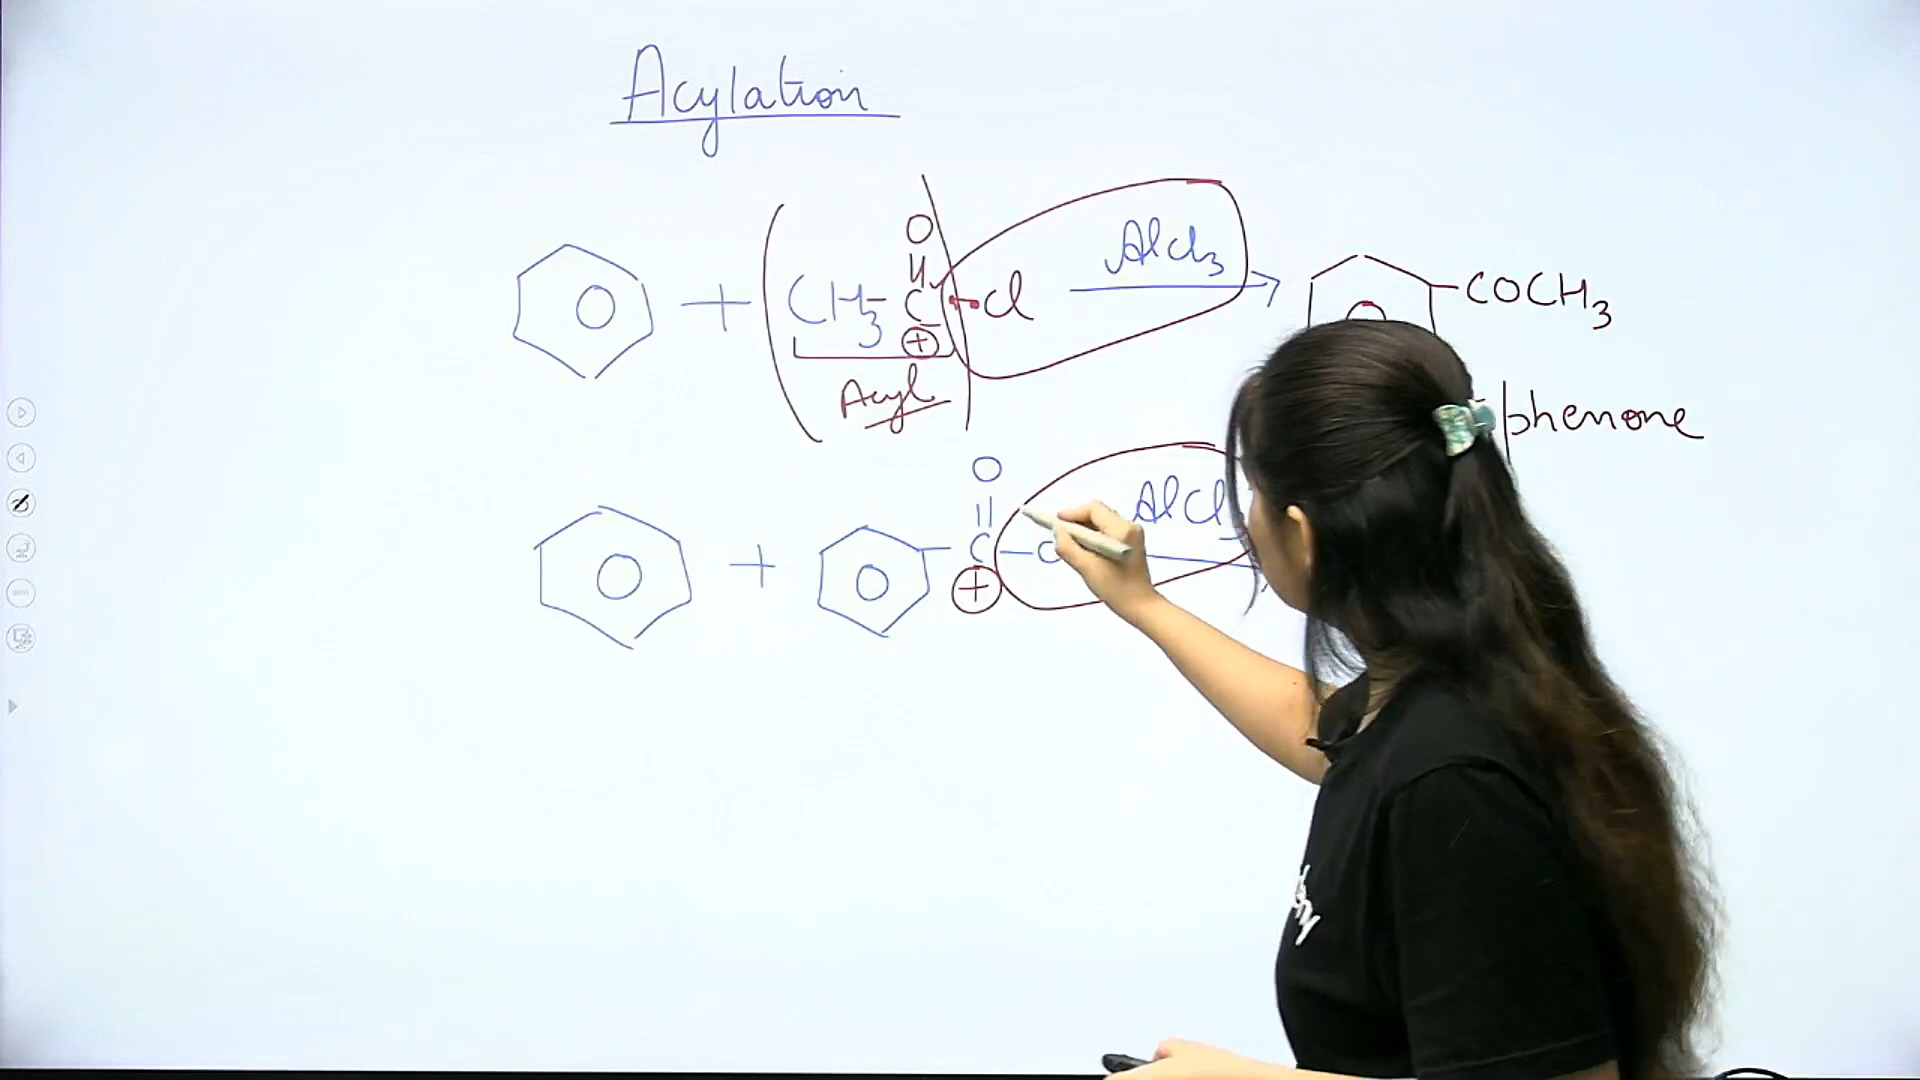 Acylation
+ CH3 - C - Cl AlCl3 COCH3
O
+
Acyl
phenone
O
+ C AlCl
+